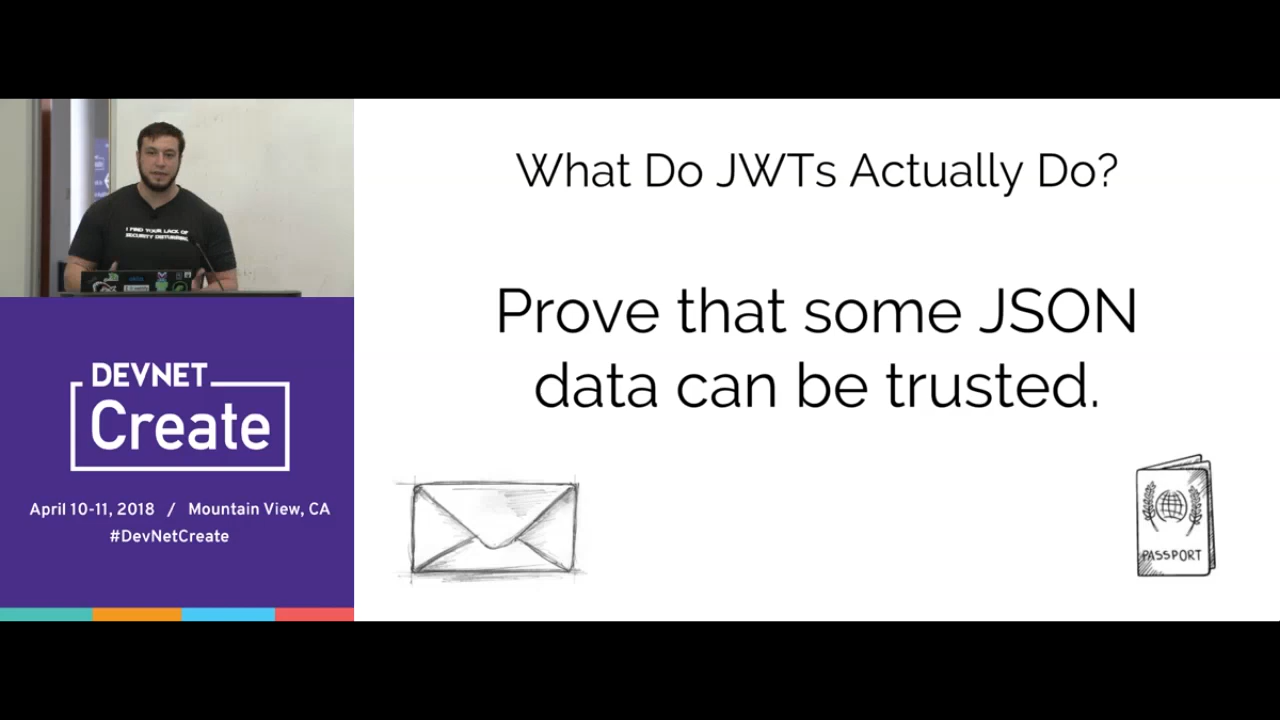 What Do JWTs Actually Do?
Prove that some JSON
data can be trusted.
PASSPORT
I FIND YOUR LACK OF
SECURITY DISTURBING.
DEVNET
Create
April 10-11, 2018 / Mountain View, CA
#DevNetCreate